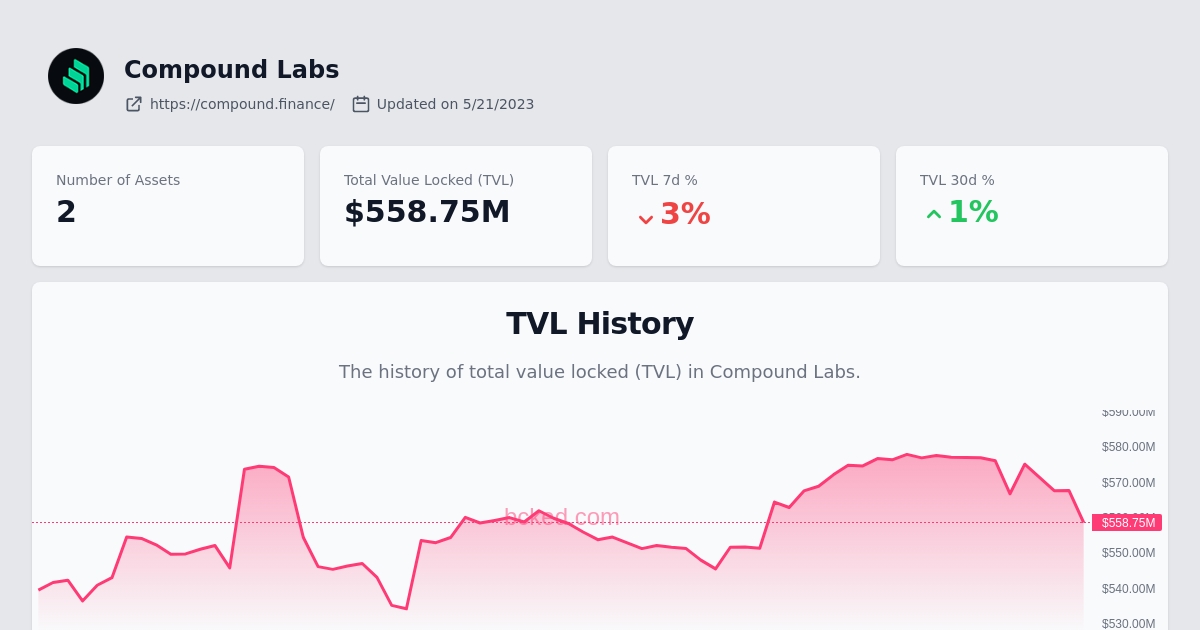 Compound Labs
https://compound.finance/ Updated on 5/21/2023
Number of Assets
2
Total Value Locked (TVL)
$558.75M
TVL 7d %
3%
TVL 30d %
1%
TVL History
The history of total value locked (TVL) in Compound Labs.
$590.00M
$580.00M
$570.00M
bcked.com
$558.75M
$550.00M
$540.00M
$530.00M